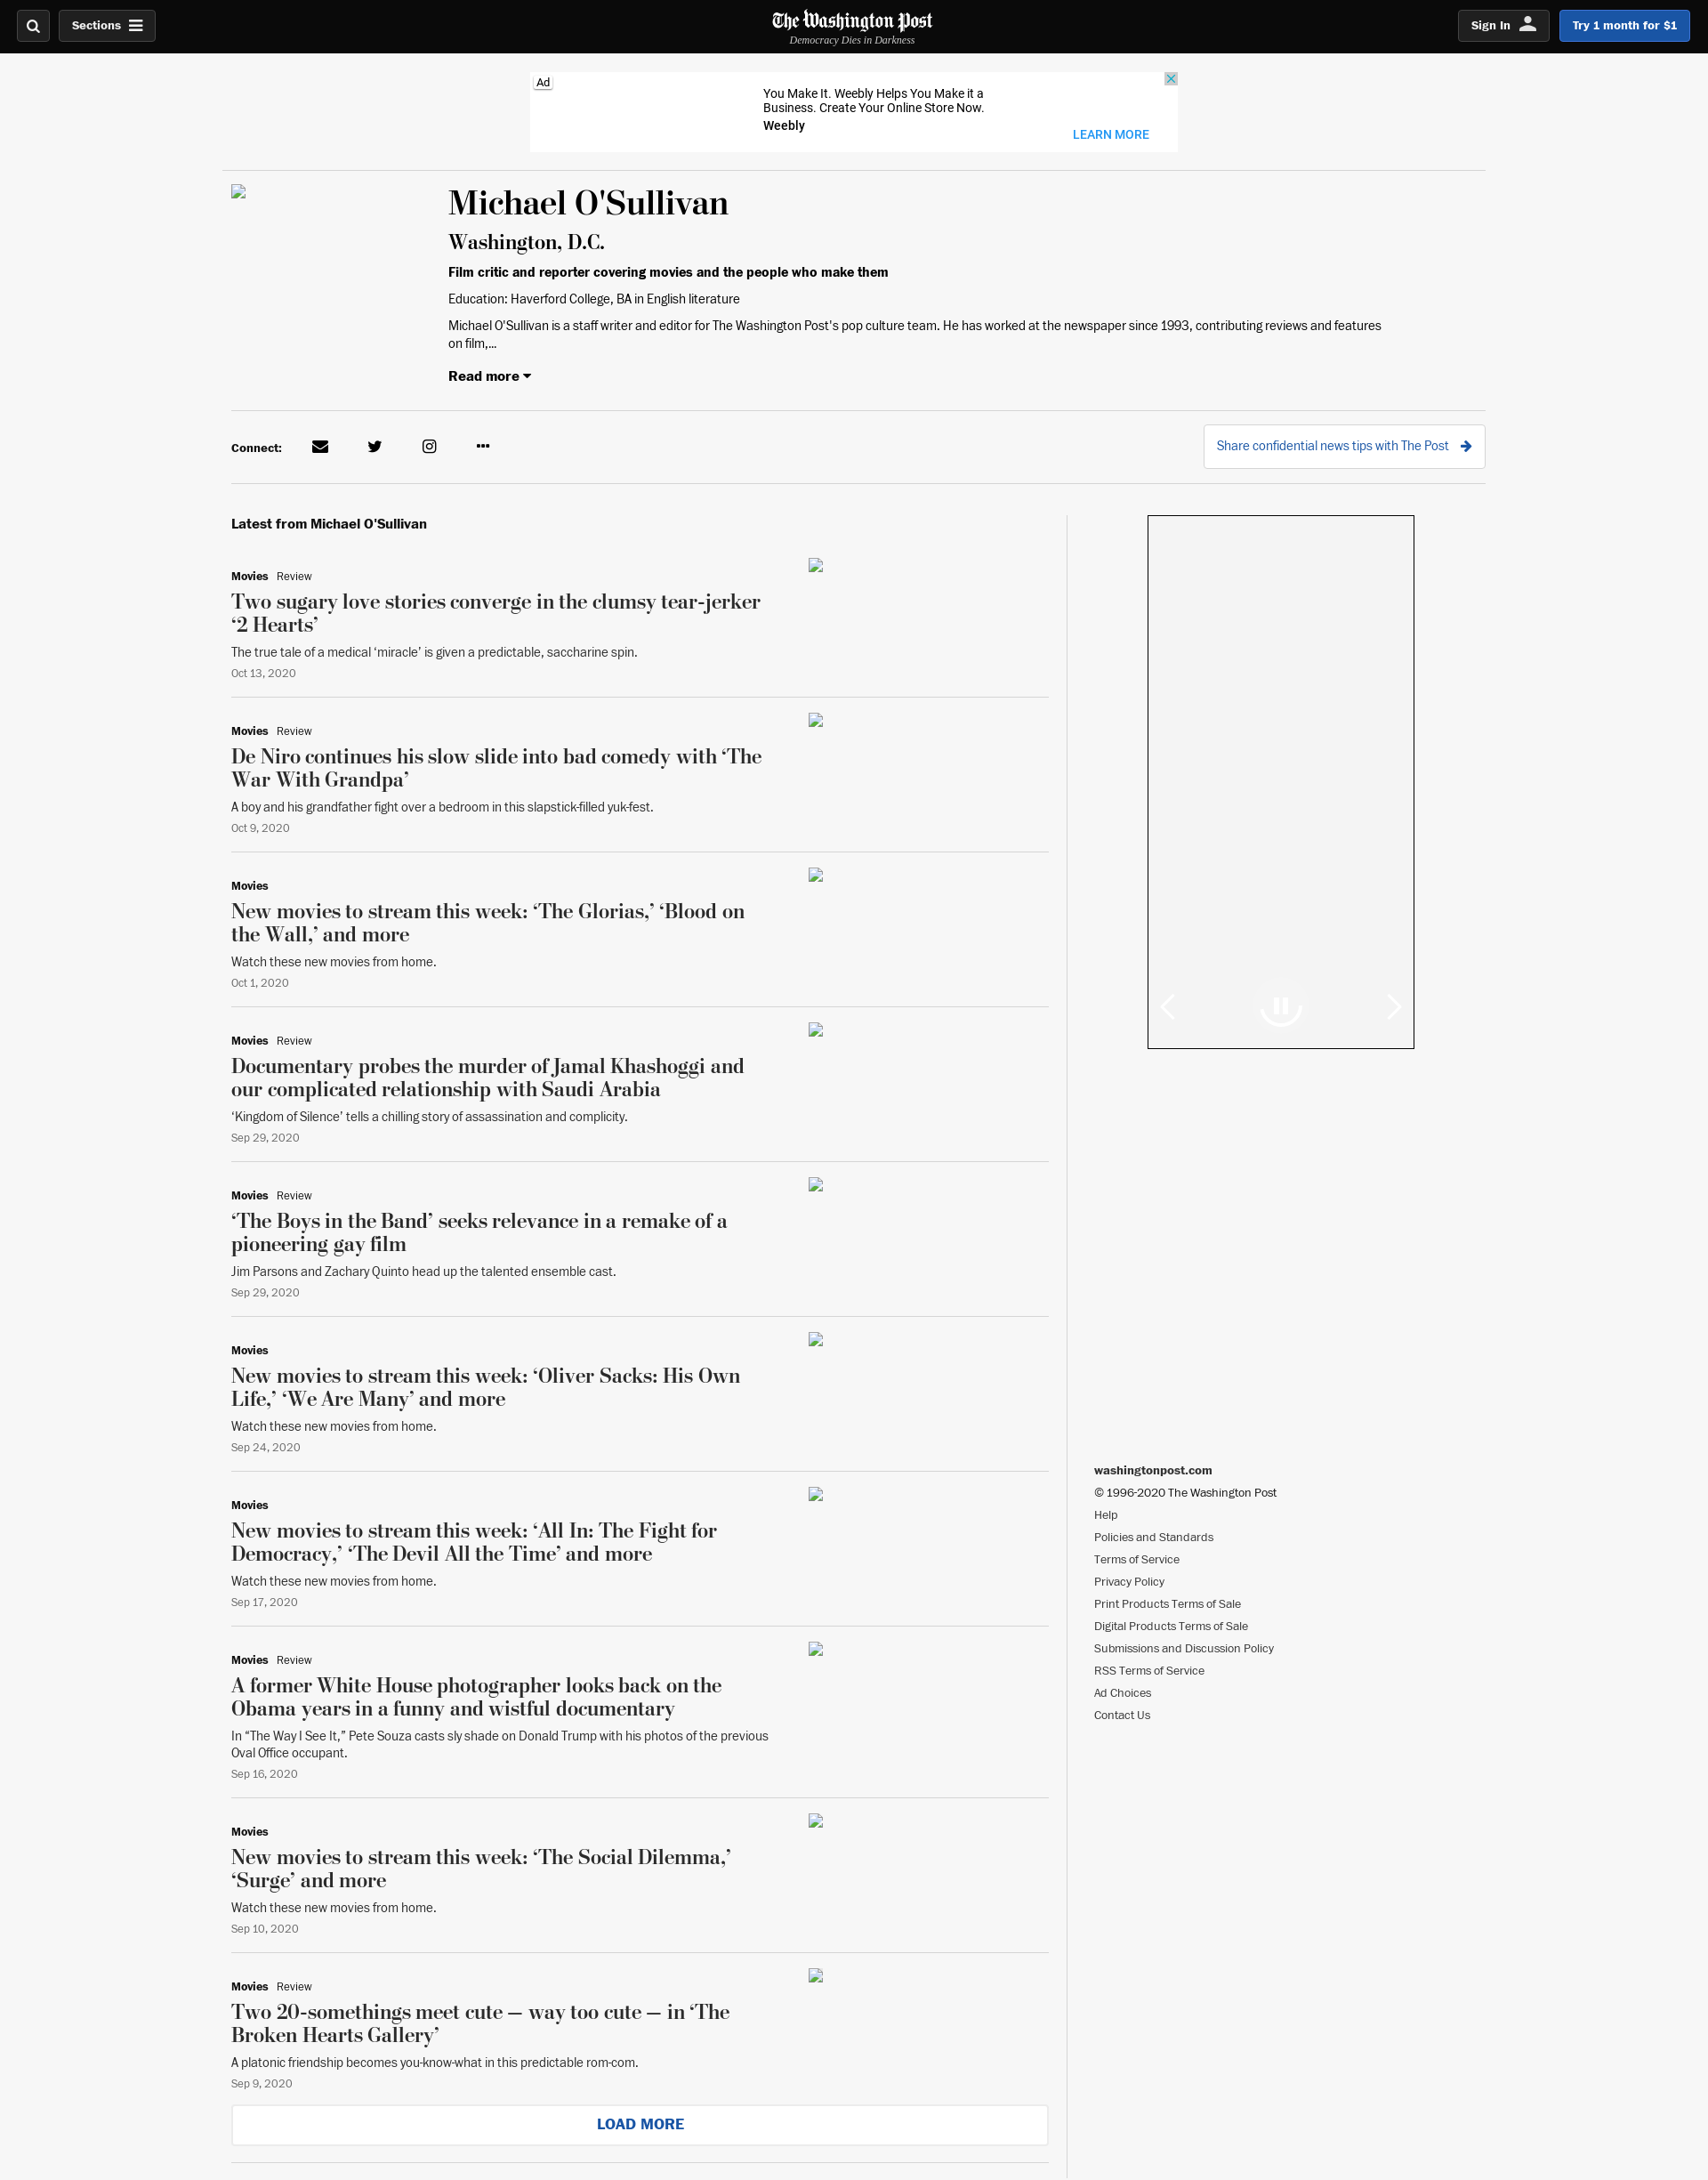 Sections
The Washington Post
Democracy Dies in Darkness
Sign In
Try 1 month for $1
Ad
You Make It. Weebly Helps You Make it a
Business. Create Your Online Store Now.
Weebly
LEARN MORE
Michael O'Sullivan
Washington, D.C.
Film critic and reporter covering movies and the people who make them
Education: Haverford College, BA in English literature
Michael O'Sullivan is a staff writer and editor for The Washington Post's pop culture team. He has worked at the newspaper since 1993, contributing reviews and features
on film,...
Read more
Connect:
Share confidential news tips with The Post
Latest from Michael O'Sullivan
Movies Review
Two sugary love stories converge in the clumsy tear-jerker
‘2 Hearts’
The true tale of a medical ‘miracle’ is given a predictable, saccharine spin.
Oct 13, 2020
Movies Review
De Niro continues his slow slide into bad comedy with ‘The
War With Grandpa’
A boy and his grandfather fight over a bedroom in this slapstick-filled yuk-fest.
Oct 9, 2020
Movies
New movies to stream this week: ‘The Glorias,’ ‘Blood on
the Wall,’ and more
Watch these new movies from home.
Oct 1, 2020
Movies Review
Documentary probes the murder of Jamal Khashoggi and
our complicated relationship with Saudi Arabia
‘Kingdom of Silence’ tells a chilling story of assassination and complicity.
Sep 29, 2020
Movies Review
‘The Boys in the Band’ seeks relevance in a remake of a
pioneering gay film
Jim Parsons and Zachary Quinto head up the talented ensemble cast.
Sep 29, 2020
Movies
New movies to stream this week: ‘Oliver Sacks: His Own
Life,’ ‘We Are Many’ and more
Watch these new movies from home.
Sep 24, 2020
Movies
New movies to stream this week: ‘All In: The Fight for
Democracy,’ ‘The Devil All the Time’ and more
Watch these new movies from home.
Sep 17, 2020
Movies Review
A former White House photographer looks back on the
Obama years in a funny and wistful documentary
In “The Way I See It,” Pete Souza casts sly shade on Donald Trump with his photos of the previous
Oval Office occupant.
Sep 16, 2020
Movies
New movies to stream this week: ‘The Social Dilemma,’
‘Surge’ and more
Watch these new movies from home.
Sep 10, 2020
Movies Review
Two 20-somethings meet cute — way too cute — in ‘The
Broken Hearts Gallery’
A platonic friendship becomes you-know-what in this predictable rom-com.
Sep 9, 2020
LOAD MORE
washingtonpost.com
© 1996-2020 The Washington Post
Help
Policies and Standards
Terms of Service
Privacy Policy
Print Products Terms of Sale
Digital Products Terms of Sale
Submissions and Discussion Policy
RSS Terms of Service
Ad Choices
Contact Us